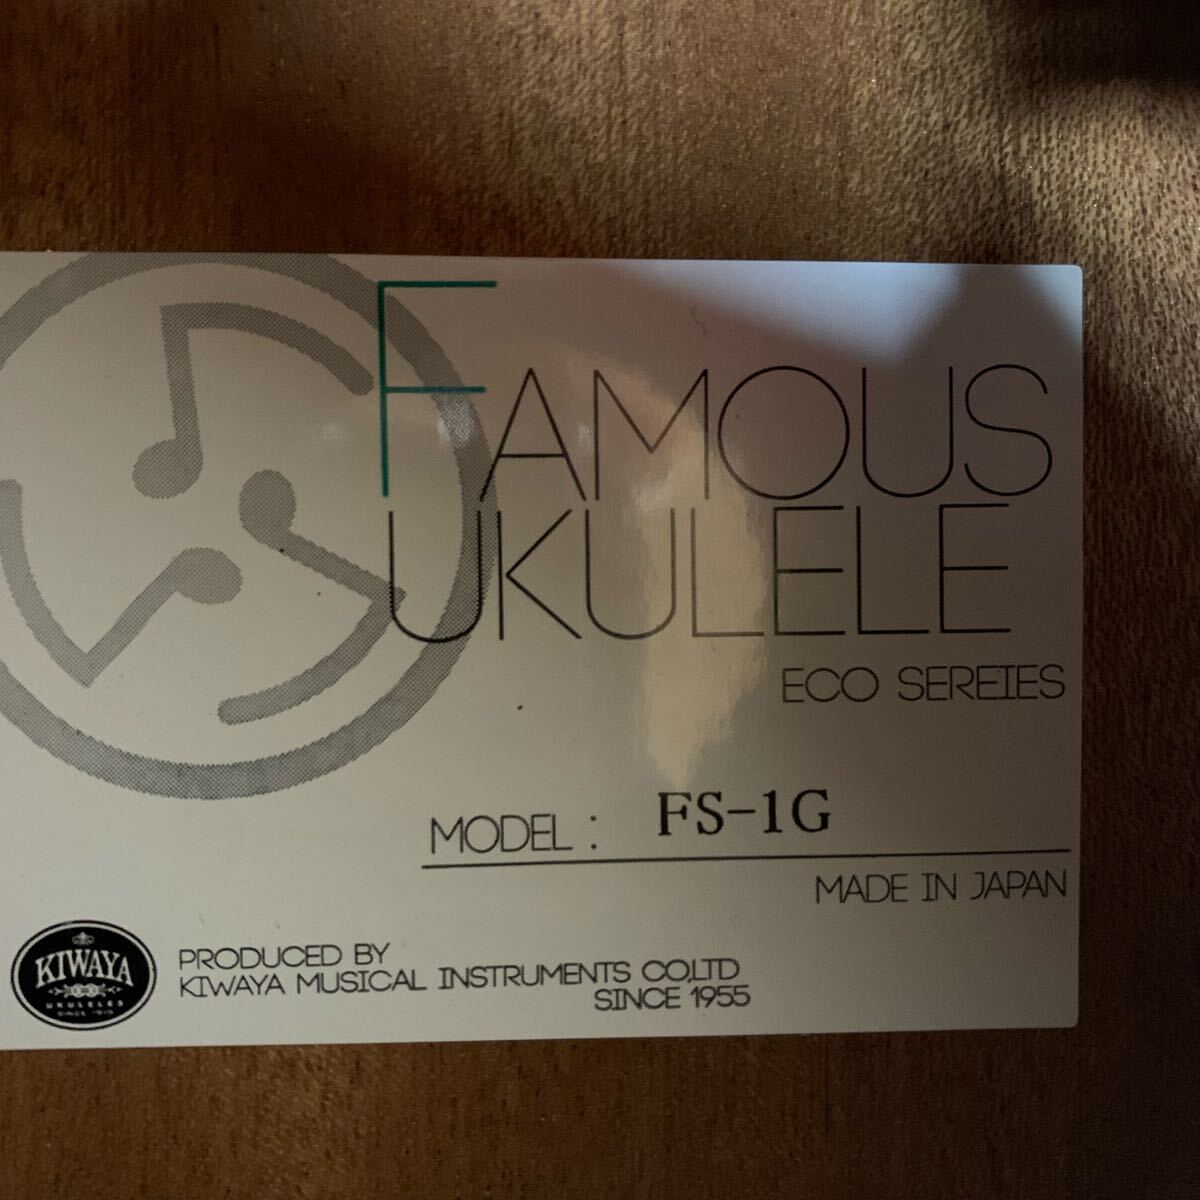 FAMOUS
UKULELE
ECO SEREIES
MODEL : FS-1G
MADE IN JAPAN
KIWAYA
UKULELES
PRODUCED BY
KIWAYA MUSICAL INSTRUMENTS CO,LTD
SINCE 1955